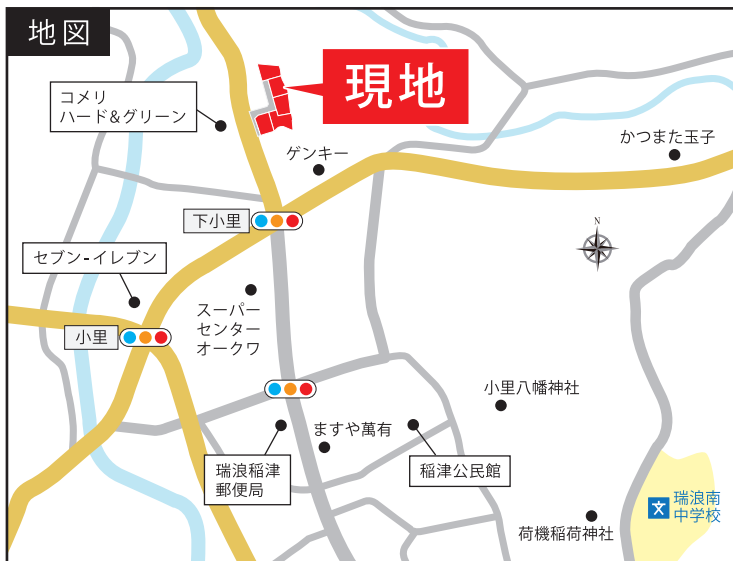 地図
現地
コメリ
ハード&グリーン
ゲンキー
かつまた玉子
下小里
N
セブン-イレブン
スーパー
センター
オークワ
小里
小里八幡神社
ますや萬有
瑞浪稲津
郵便局
稲津公民館
文
瑞浪南
中学校
荷機稲荷神社